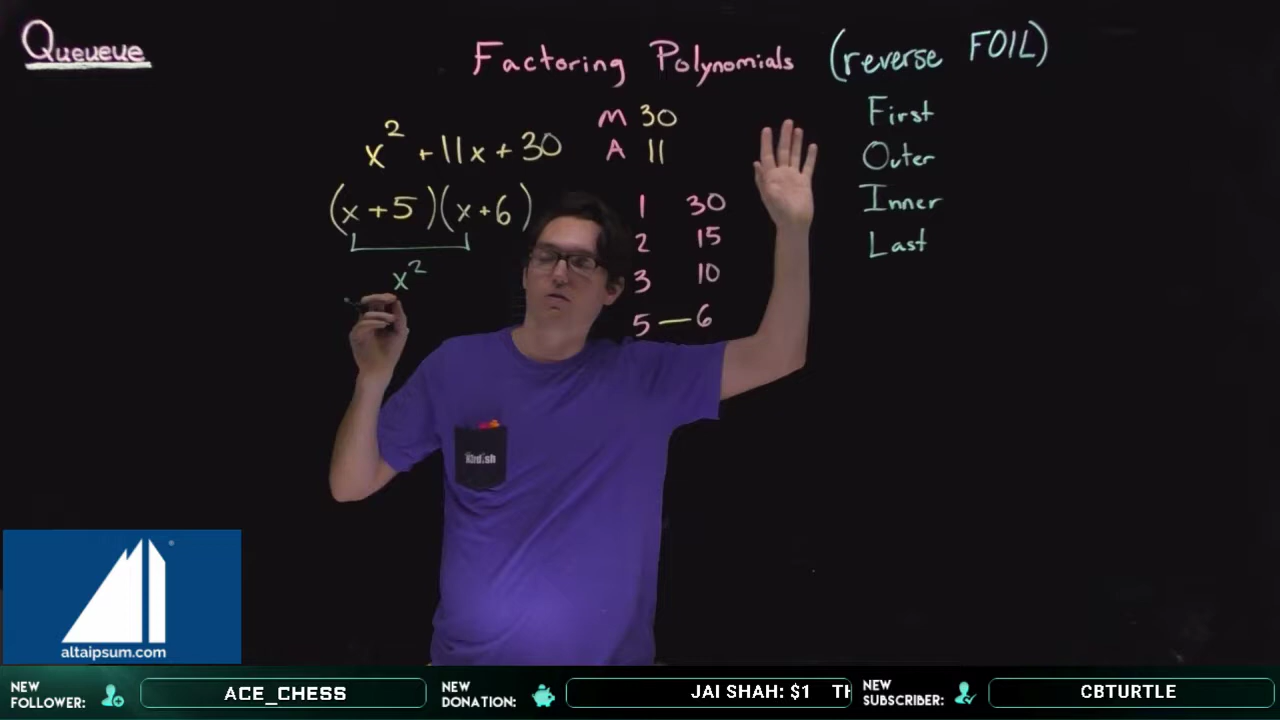 Queueue
Factoring Polynomials (reverse FOIL)
x² + 11x + 30
(x + 5)(x + 6)
x²
M 30
A 11
1 30
2 15
3 10
5 — 6
First
Outer
Inner
Last
altaipsum.com
NEW FOLLOWER: ACE_CHESS
NEW DONATION: JAI SHAH: $1
NEW SUBSCRIBER: CBTURTLE